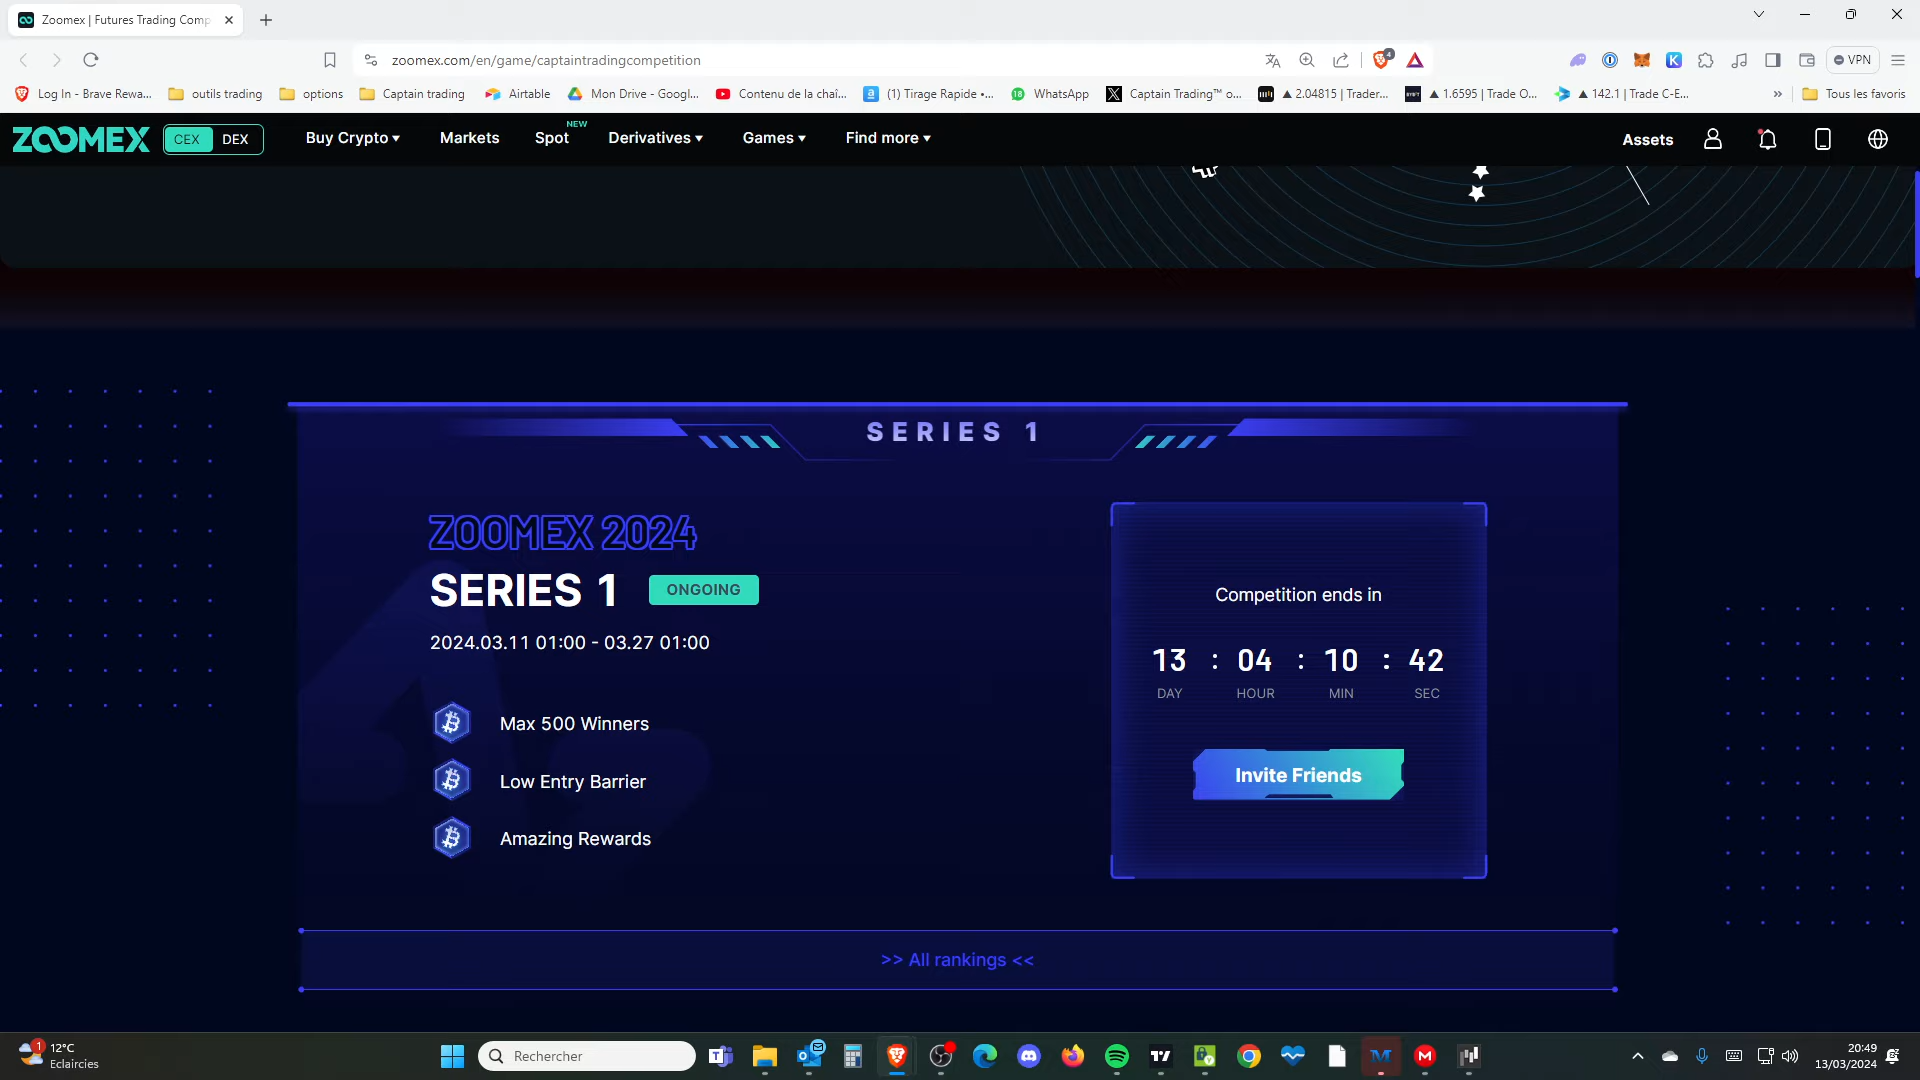 Zoomex | Futures Trading Comp
zoomex.com/en/game/captaintradingcompetition
4
VPN
Log In - Brave Rewa...
outils trading
options
Captain trading
Airtable
Mon Drive - Googl...
Contenu de la chaî...
(1) Tirage Rapide •...
WhatsApp
Captain Trading™ o...
▲ 2.04815 | Trader...
▲ 1.6595 | Trade O...
▲ 142.1 | Trade C-E...
»
Tous les favoris
ZOOMEX
CEX DEX
Buy Crypto
Markets
Spot
NEW
Derivatives
Games
Find more
Assets
SERIES 1
ZOOMEX 2024
SERIES 1 ONGOING
2024.03.11 01:00 - 03.27 01:00
Max 500 Winners
Low Entry Barrier
Amazing Rewards
Competition ends in
13 : 04 : 10 : 42
DAY HOUR MIN SEC
Invite Friends
>> All rankings <<
1
12°C
Eclaircies
Rechercher
20:49
13/03/2024